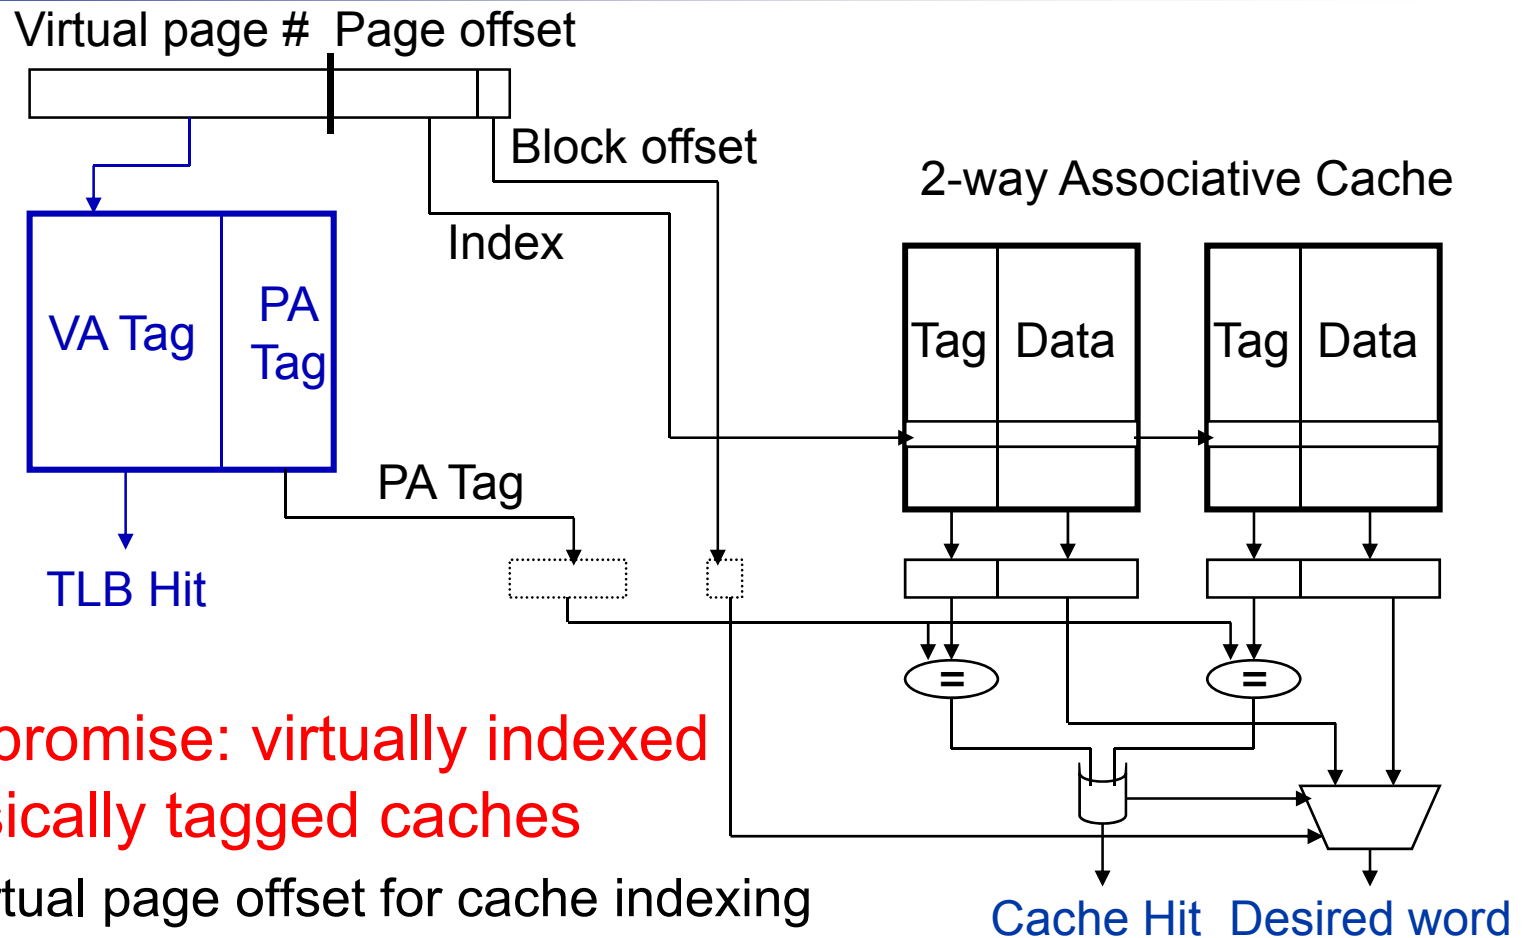 Virtual page # Page offset
Block offset
2-way Associative Cache
Index
VA Tag
PA
Tag
Tag Data
Tag Data
PA Tag
TLB Hit
=
=
promise: virtually indexed
sically tagged caches
rtual page offset for cache indexing
Cache Hit Desired word